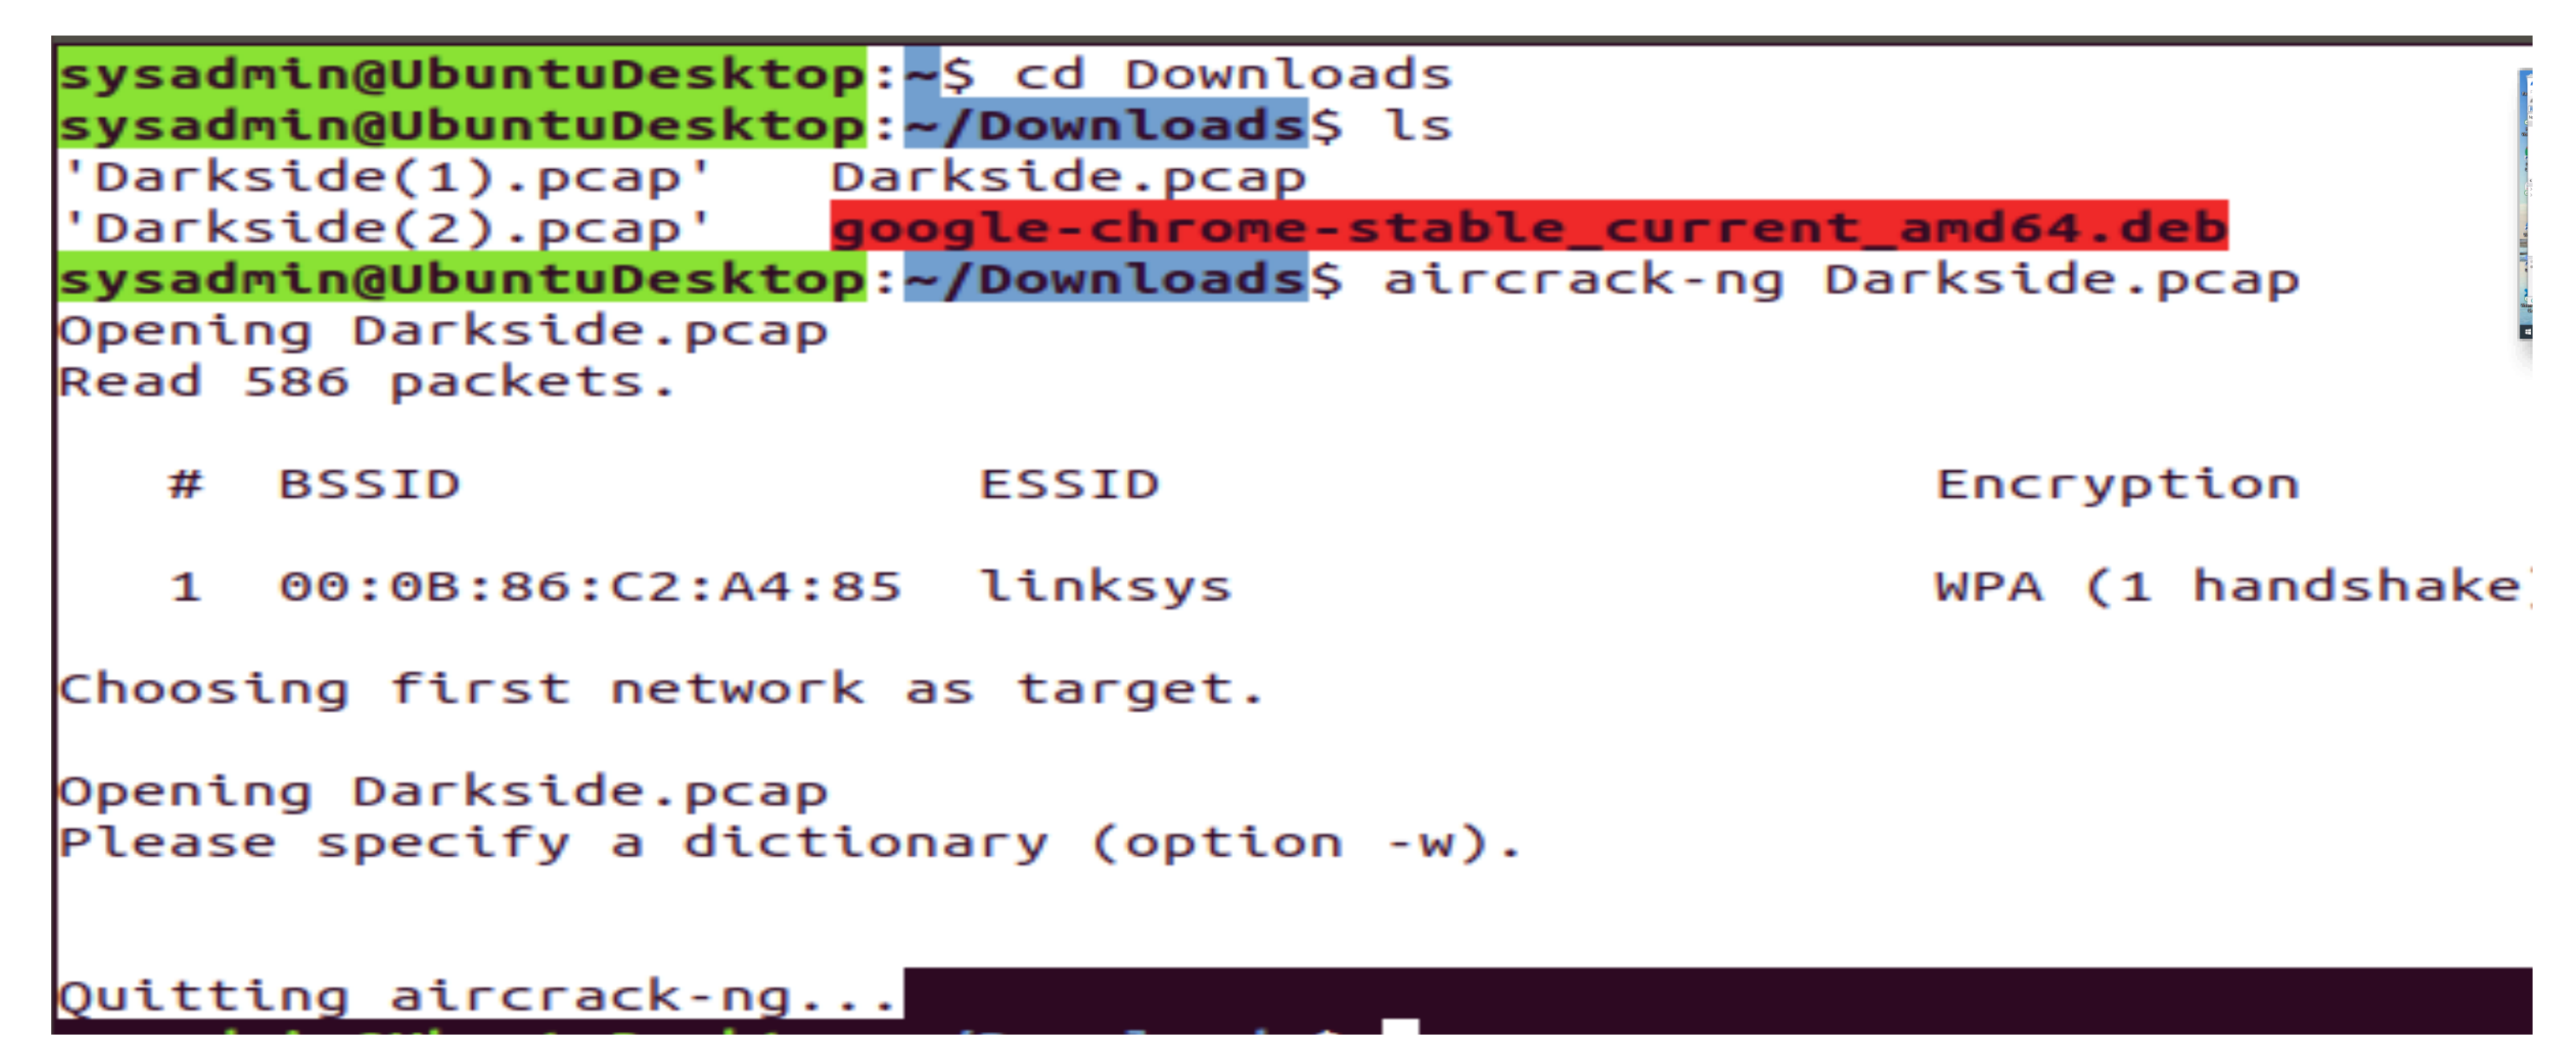 sysadmin@UbuntuDesktop:~$ cd Downloads
sysadmin@UbuntuDesktop:~/Downloads$ ls
'Darkside(1).pcap'   Darkside.pcap
'Darkside(2).pcap'   google-chrome-stable_current_amd64.deb
sysadmin@UbuntuDesktop:~/Downloads$ aircrack-ng Darkside.pcap
Opening Darkside.pcap
Read 586 packets.
#  BSSID              ESSID                     Encryption
1  00:0B:86:C2:A4:85  linksys                   WPA (1 handshake)
Choosing first network as target.
Opening Darkside.pcap
Please specify a dictionary (option -w).
Quitting aircrack-ng...